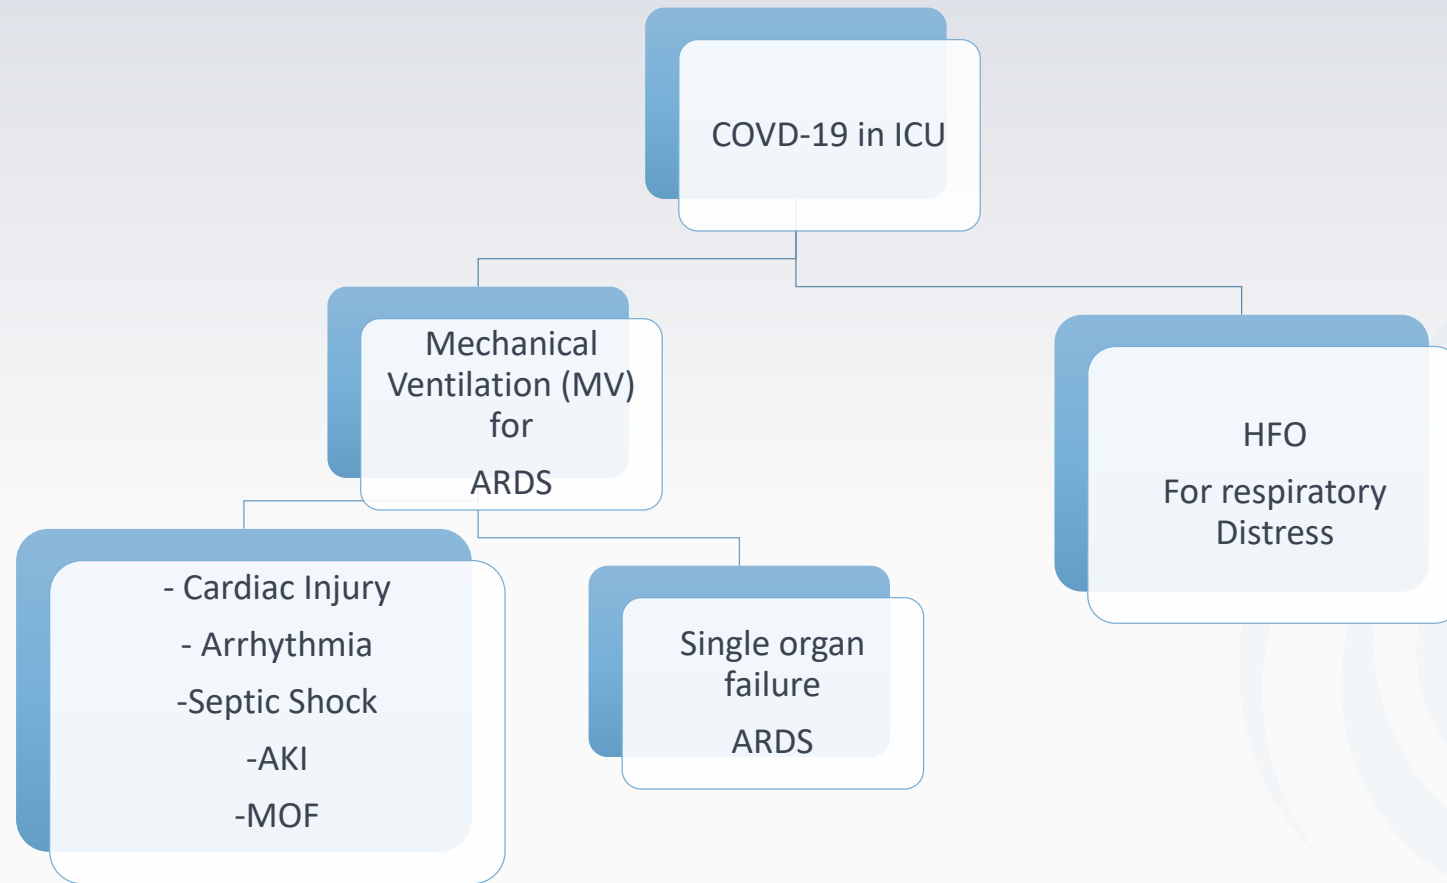 COVD-19 in ICU
Mechanical
Ventilation (MV)
for
ARDS
HFO
For respiratory
Distress
- Cardiac Injury
- Arrhythmia
-Septic Shock
-AKI
-MOF
Single organ
failure
ARDS